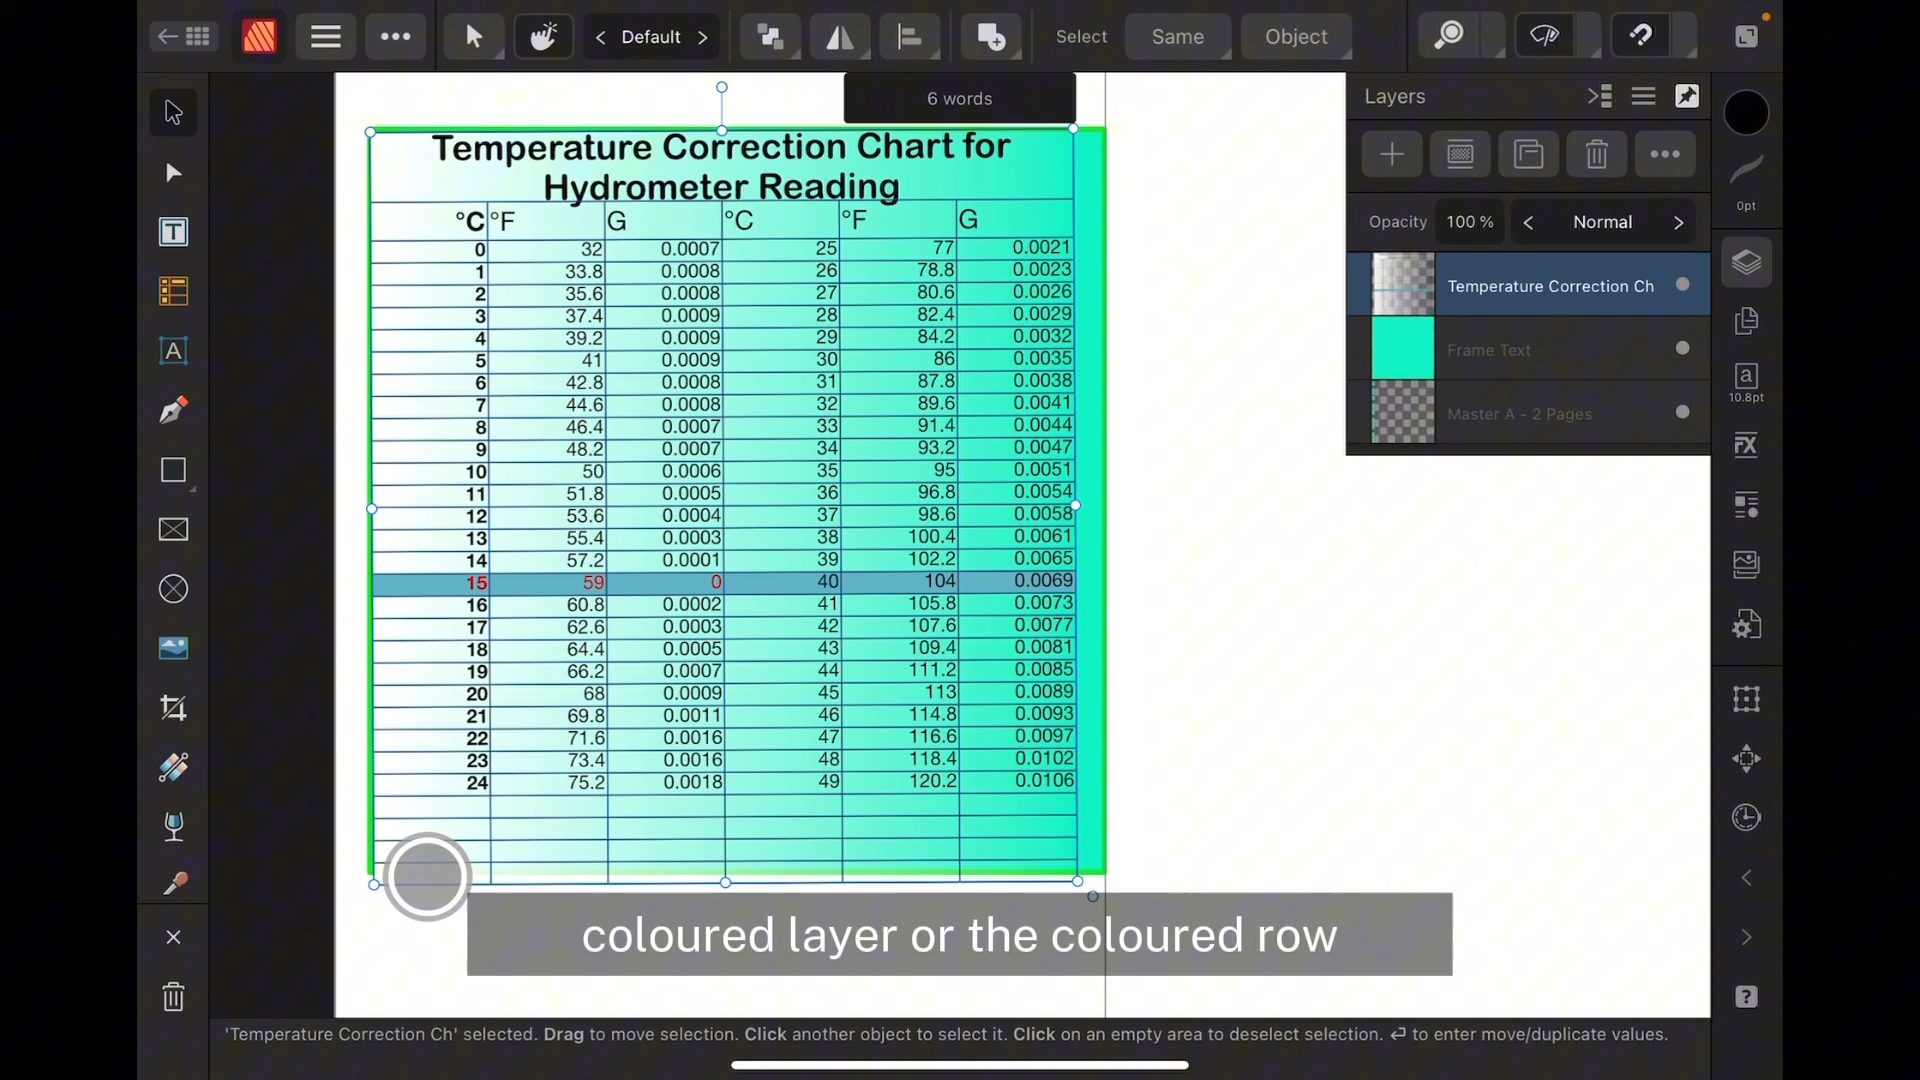 Default
Select
Same
Object
6 words
Layers
0pt
Opacity 100 % Normal
Temperature Correction Ch
Frame Text
Master A - 2 Pages
A
T
a
10.8pt
FX
?
Temperature Correction Chart for
Hydrometer Reading
°C °F G °C °F G
0 32 0.0007 25 77 0.0021
1 33.8 0.0008 26 78.8 0.0023
2 35.6 0.0008 27 80.6 0.0026
3 37.4 0.0009 28 82.4 0.0029
4 39.2 0.0009 29 84.2 0.0032
5 41 0.0009 30 86 0.0035
6 42.8 0.0008 31 87.8 0.0038
7 44.6 0.0008 32 89.6 0.0041
8 46.4 0.0007 33 91.4 0.0044
9 48.2 0.0007 34 93.2 0.0047
10 50 0.0006 35 95 0.0051
11 51.8 0.0005 36 96.8 0.0054
12 53.6 0.0004 37 98.6 0.0058
13 55.4 0.0003 38 100.4 0.0061
14 57.2 0.0001 39 102.2 0.0065
15 59 0 40 104 0.0069
16 60.8 0.0002 41 105.8 0.0073
17 62.6 0.0003 42 107.6 0.0077
18 64.4 0.0005 43 109.4 0.0081
19 66.2 0.0007 44 111.2 0.0085
20 68 0.0009 45 113 0.0089
21 69.8 0.0011 46 114.8 0.0093
22 71.6 0.0016 47 116.6 0.0097
23 73.4 0.0016 48 118.4 0.0102
24 75.2 0.0018 49 120.2 0.0106
coloured layer or the coloured row
'Temperature Correction Ch' selected. Drag to move selection. Click another object to select it. Click on an empty area to deselect selection. ↵ to enter move/duplicate values.